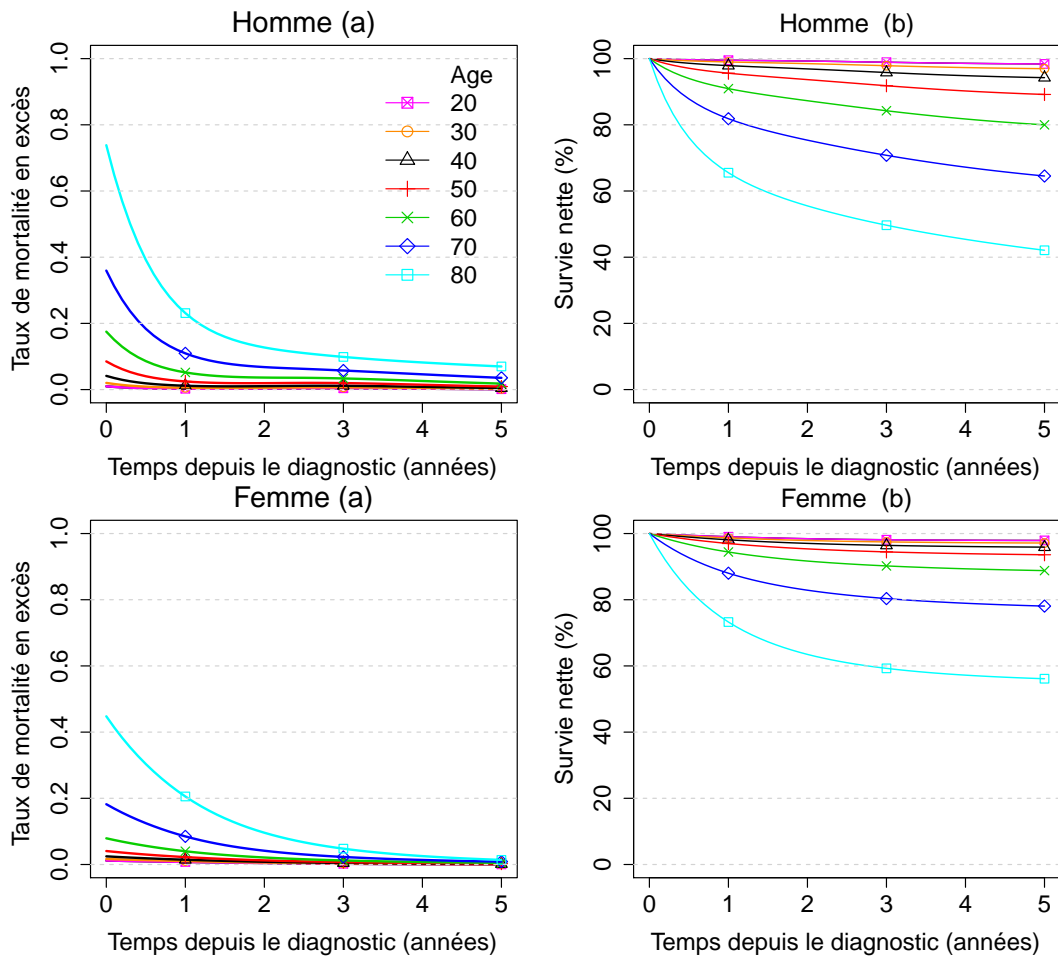 Homme (a)
Taux de mortalité en excès
1.0
0.8
0.6
0.4
0.2
0.0
Age
20
30
40
50
60
70
80
0 1 2 3 4 5
Temps depuis le diagnostic (années)
Homme (b)
Survie nette (%)
100
80
60
40
20
0
0 1 2 3 4 5
Temps depuis le diagnostic (années)
Femme (a)
Taux de mortalité en excès
1.0
0.8
0.6
0.4
0.2
0.0
0 1 2 3 4 5
Temps depuis le diagnostic (années)
Femme (b)
Survie nette (%)
100
80
60
40
20
0
0 1 2 3 4 5
Temps depuis le diagnostic (années)